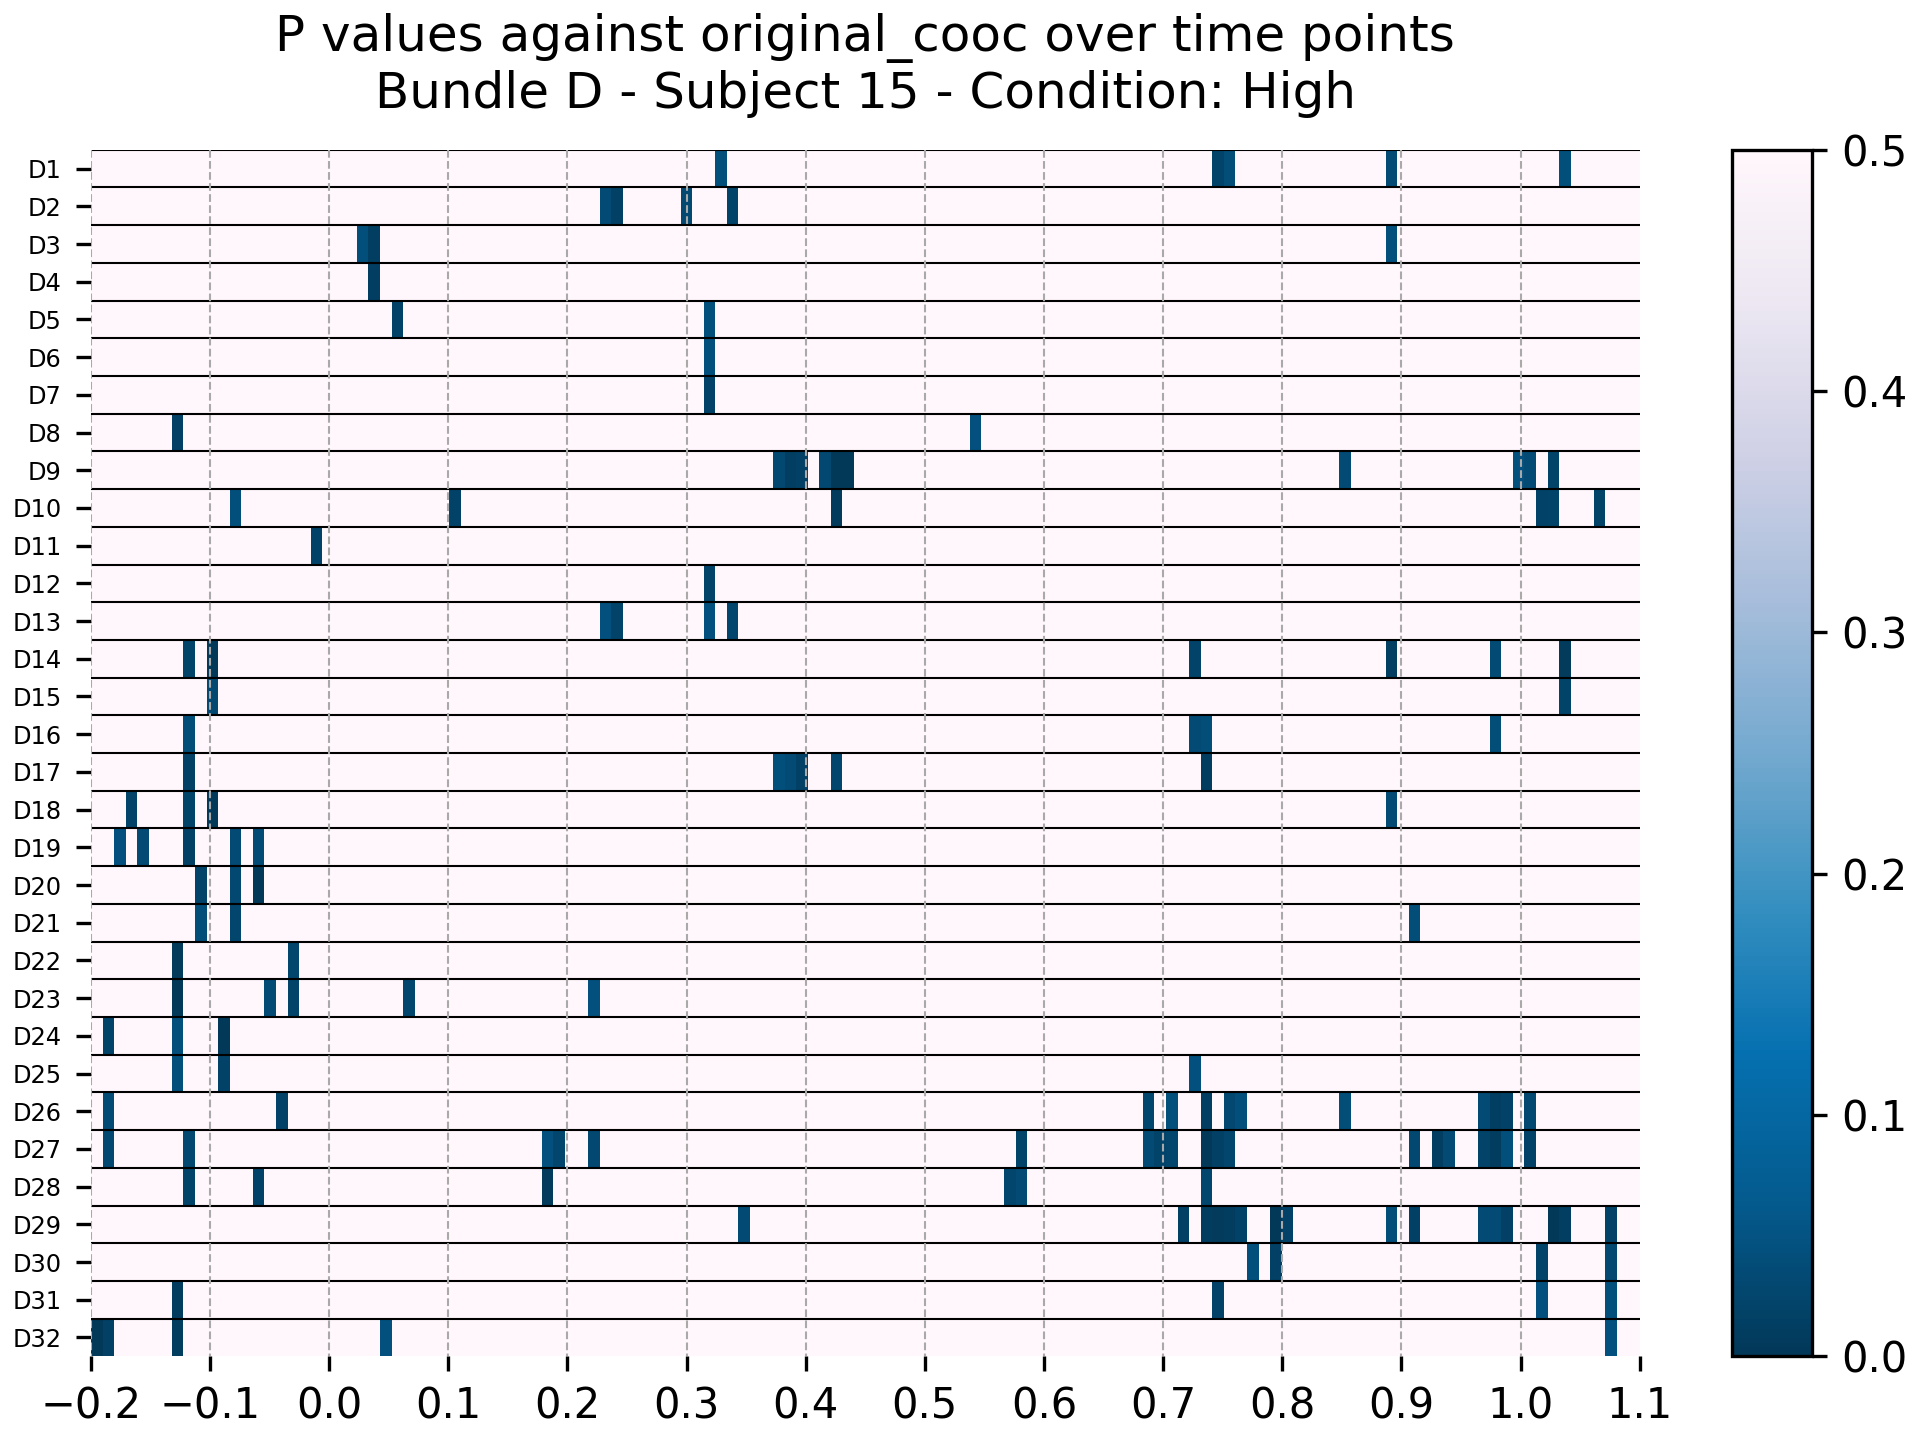 P values against original_cooc over time points
Bundle D - Subject 15 - Condition: High
D1
D2
D3
D4
D5
D6
D7
D8
D9
D10
D11
D12
D13
D14
D15
D16
D17
D18
D19
D20
D21
D22
D23
D24
D25
D26
D27
D28
D29
D30
D31
D32
−0.2 −0.1 0.0 0.1 0.2 0.3 0.4 0.5 0.6 0.7 0.8 0.9 1.0 1.1
0.5
0.4
0.3
0.2
0.1
0.0